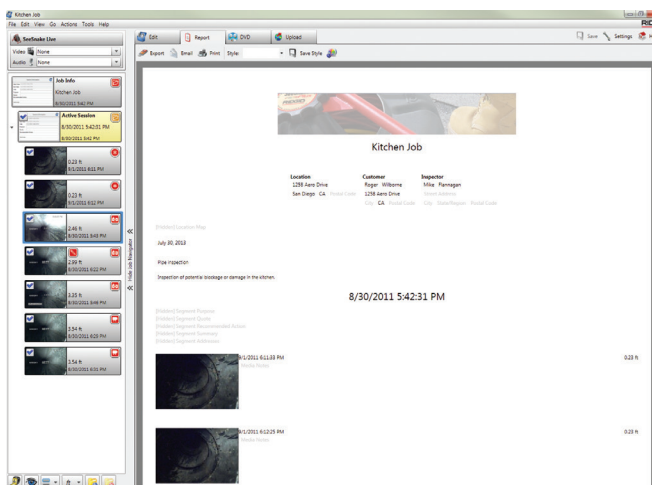 Kitchen Job
File Edit View Go Actions Tools Help
SeeSnake Live
Video None
Audio None
Job Info
Kitchen Job
8/30/2011 5:42 PM
Active Session
8/30/2011 5:42:31 PM
8/30/2011 5:42 PM
0.23 ft
9/1/2011 6:11 PM
0.23 ft
9/1/2011 6:12 PM
2.46 ft
8/30/2011 5:43 PM
2.99 ft
8/30/2011 6:22 PM
3.35 ft
3.54 ft
8/30/2011 6:25 PM
3.54 ft
8/30/2011 6:31 PM
Hide Job Navigator
Edit Report DVD Upload
Save Settings
Export Email Print Style: Save Style
Kitchen Job
Location Customer Inspector
1258 Aero Drive Roger Wilborne Mike Flannagan
San Diego CA Postal Code 1258 Aero Drive Street Address
City CA Postal Code City State/Region Postal Code
[Hidden] Location Map
July 30, 2013
Pipe Inspection
Inspection of potential blockage or damage in the kitchen.
8/30/2011 5:42:31 PM
[Hidden] Segment Purpose
[Hidden] Segment Quote
[Hidden] Segment Recommended Action
[Hidden] Segment Summary
[Hidden] Segment Addresses
9/1/2011 6:11:33 PM 0.23 ft
Media Notes
9/1/2011 6:12:25 PM 0.23 ft
Media Notes